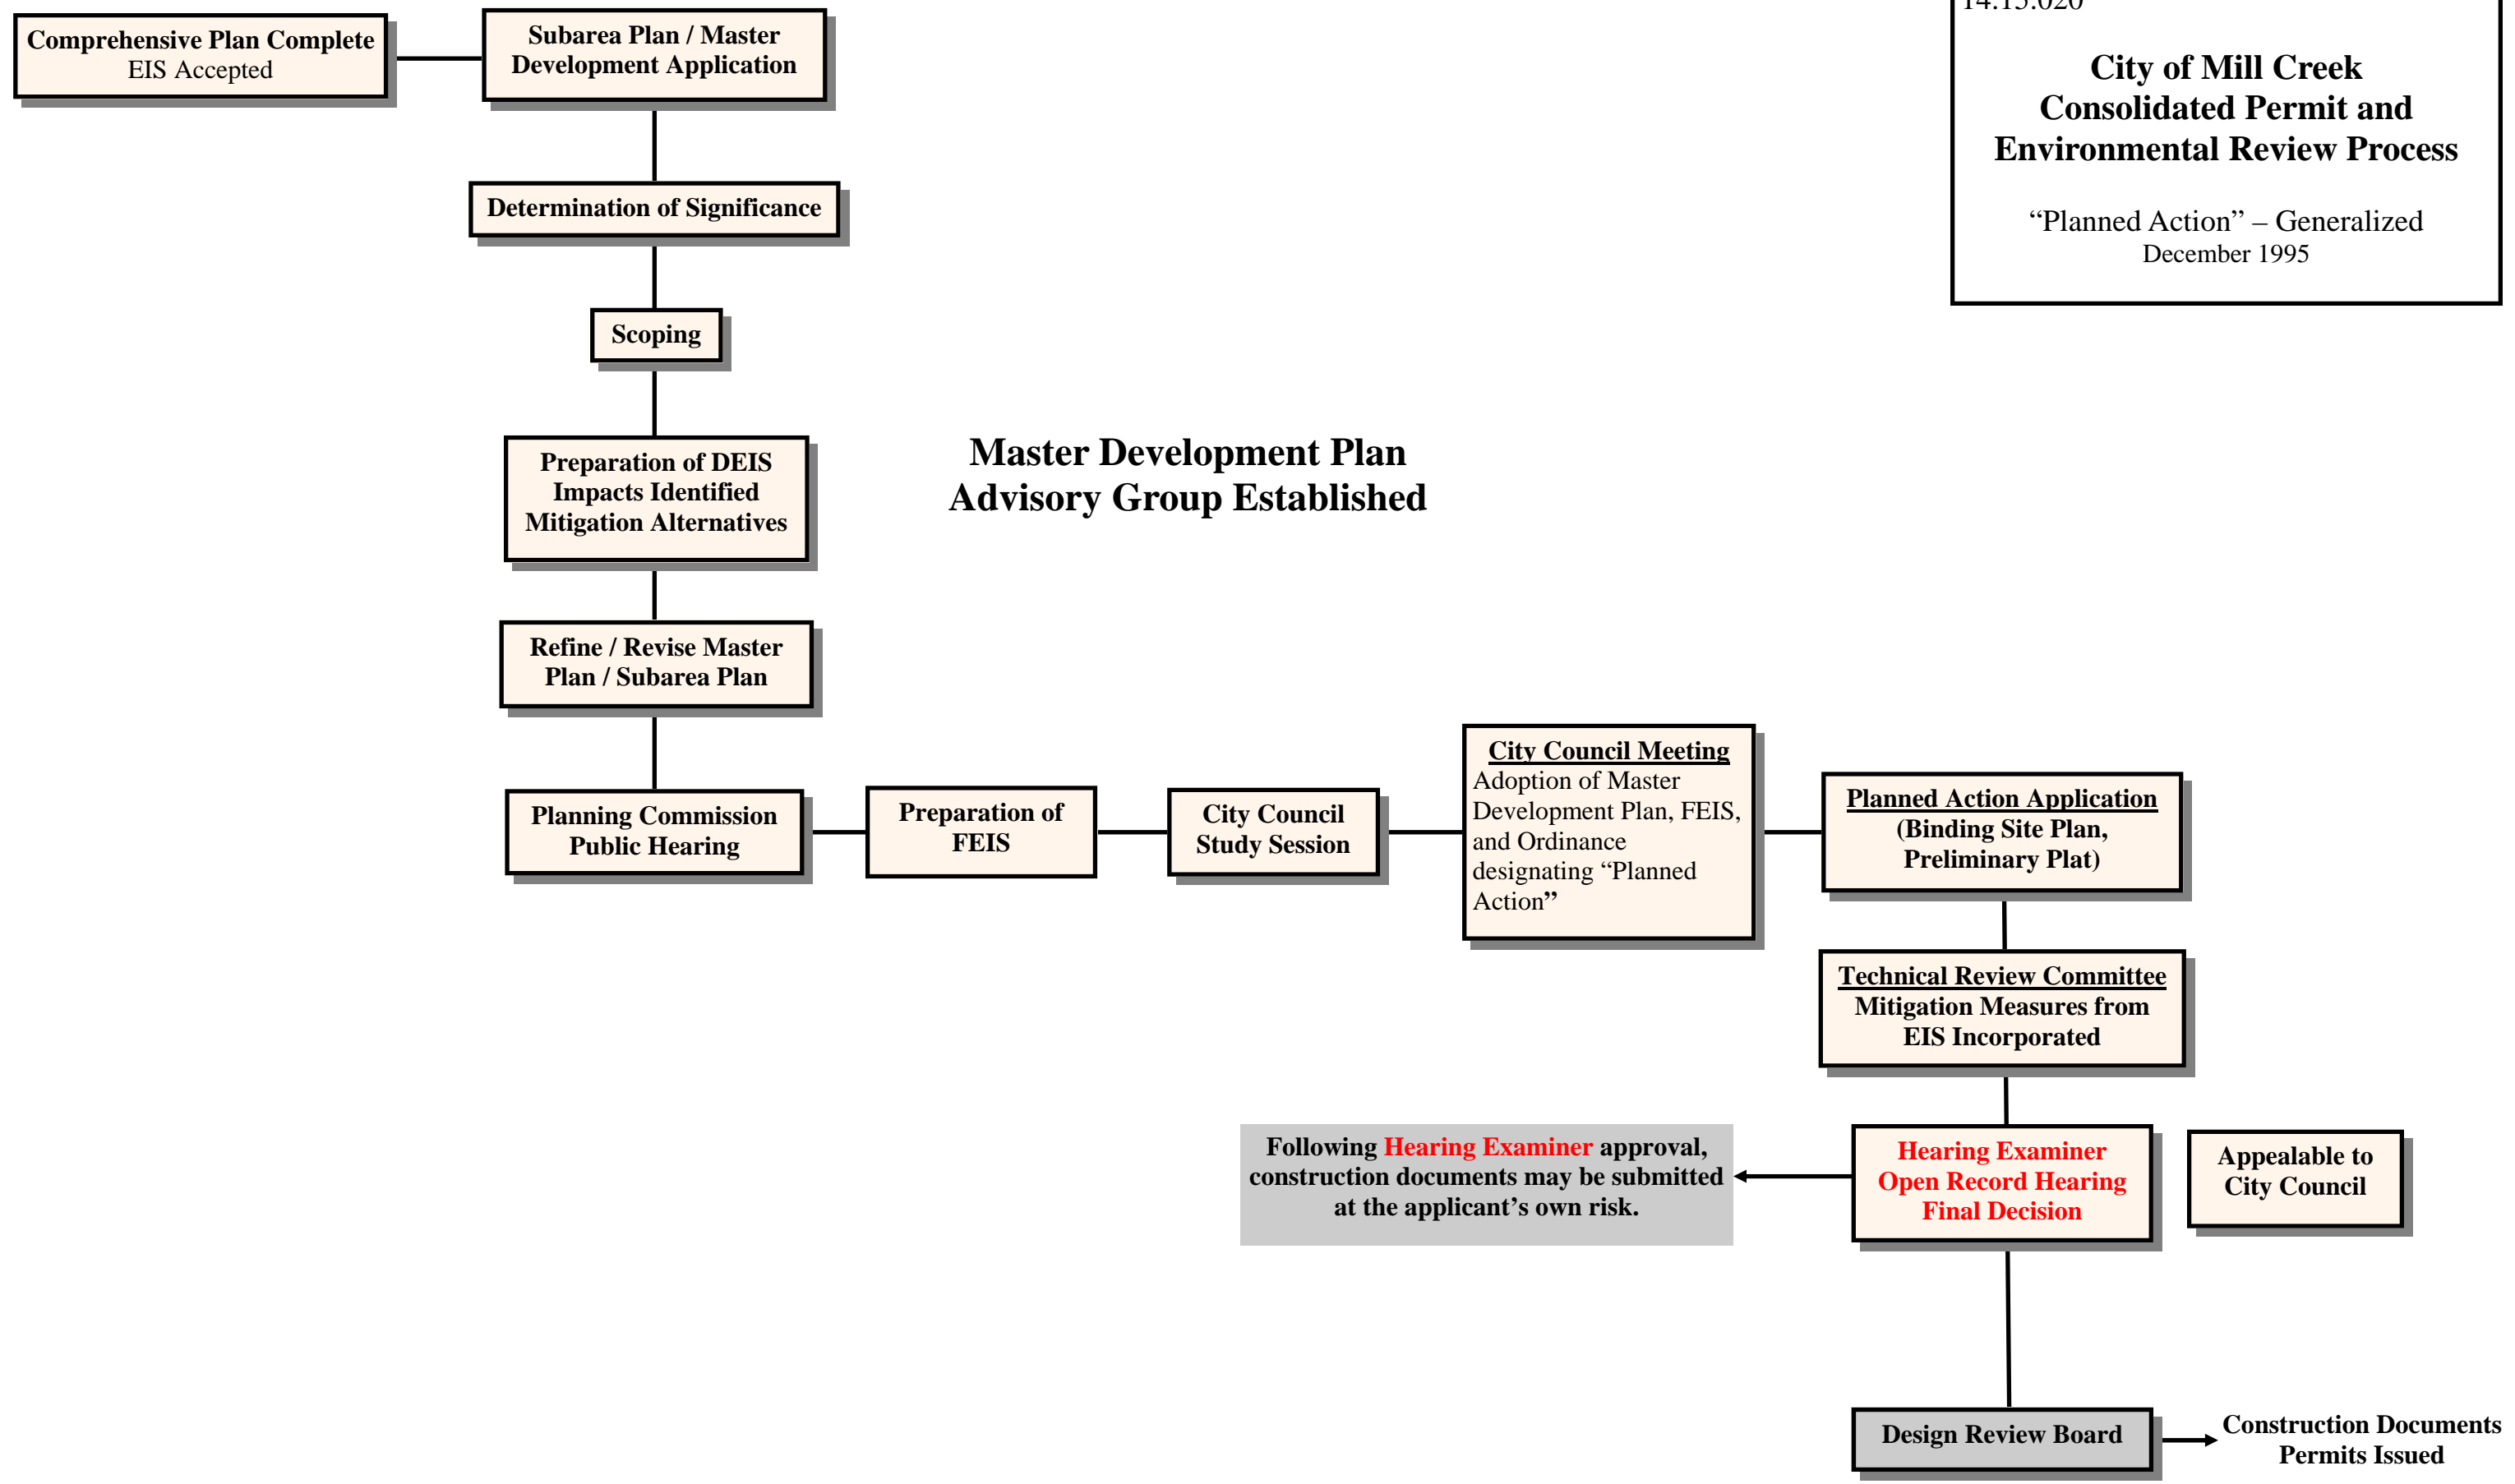 14.15.020
City of Mill Creek
Consolidated Permit and
Environmental Review Process
“Planned Action” – Generalized
December 1995
Comprehensive Plan Complete
EIS Accepted
Subarea Plan / Master
Development Application
Determination of Significance
Scoping
Preparation of DEIS
Impacts Identified
Mitigation Alternatives
Master Development Plan
Advisory Group Established
Refine / Revise Master
Plan / Subarea Plan
Planning Commission
Public Hearing
Preparation of
FEIS
City Council
Study Session
City Council Meeting
Adoption of Master
Development Plan, FEIS,
and Ordinance
designating “Planned
Action”
Planned Action Application
(Binding Site Plan,
Preliminary Plat)
Technical Review Committee
Mitigation Measures from
EIS Incorporated
Following Hearing Examiner approval,
construction documents may be submitted
at the applicant’s own risk.
Hearing Examiner
Open Record Hearing
Final Decision
Appealable to
City Council
Design Review Board
Construction Documents
Permits Issued